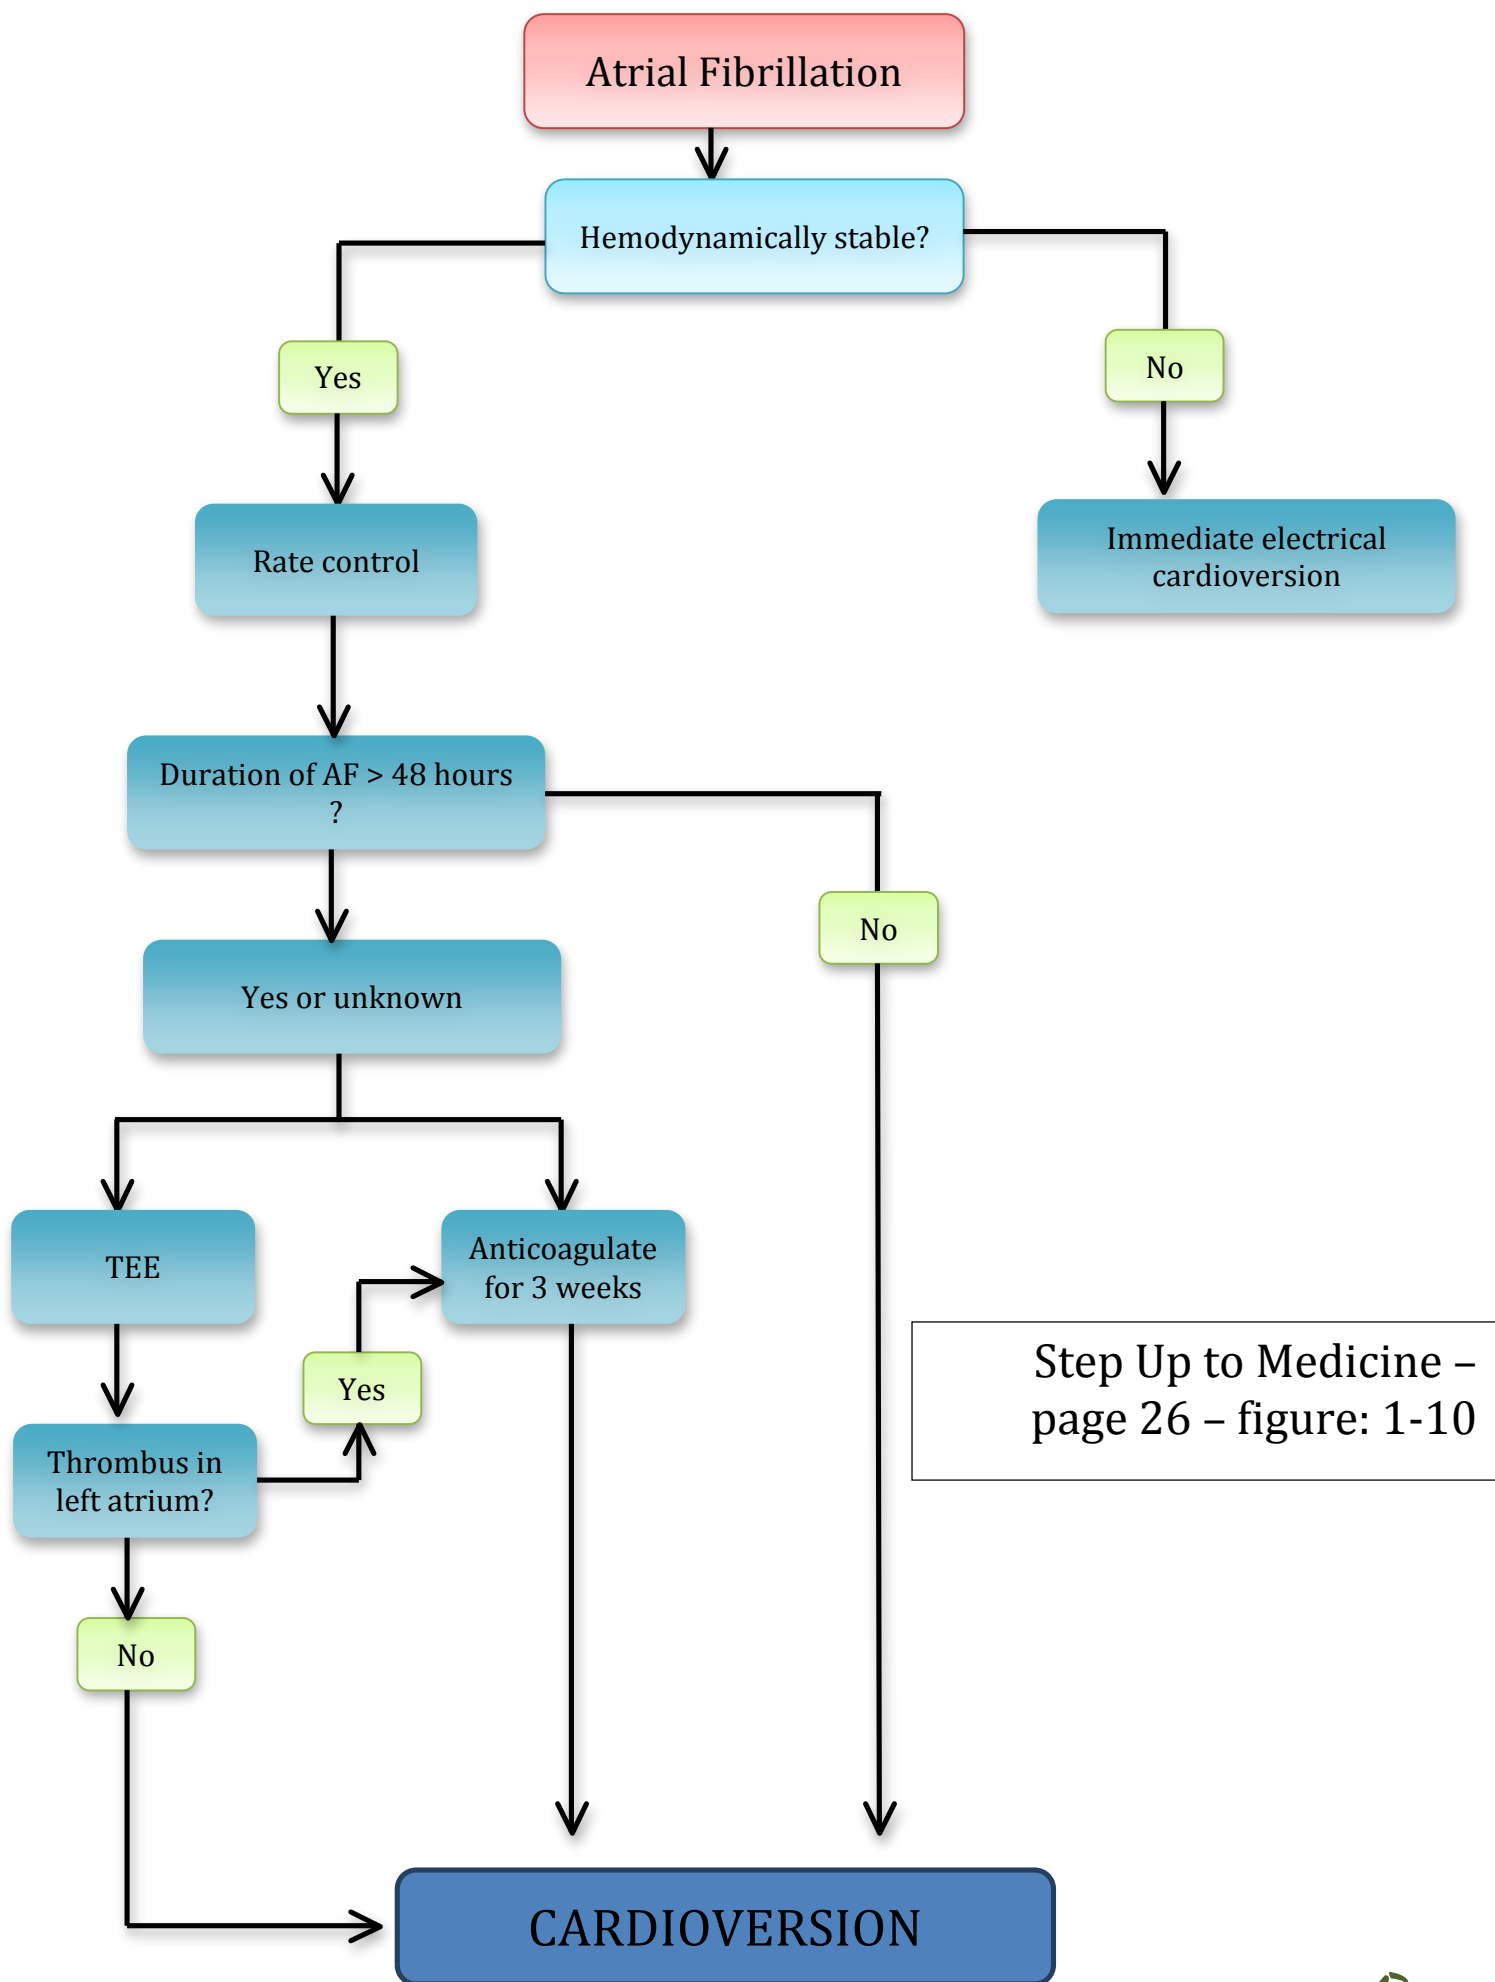 Atrial Fibrillation
Hemodynamically stable?
Yes
No
Rate control
Immediate electrical
cardioversion
Duration of AF > 48 hours
?
No
Yes or unknown
TEE
Anticoagulate
for 3 weeks
Yes
Thrombus in
left atrium?
Step Up to Medicine –
page 26 – figure: 1-10
No
CARDIOVERSION